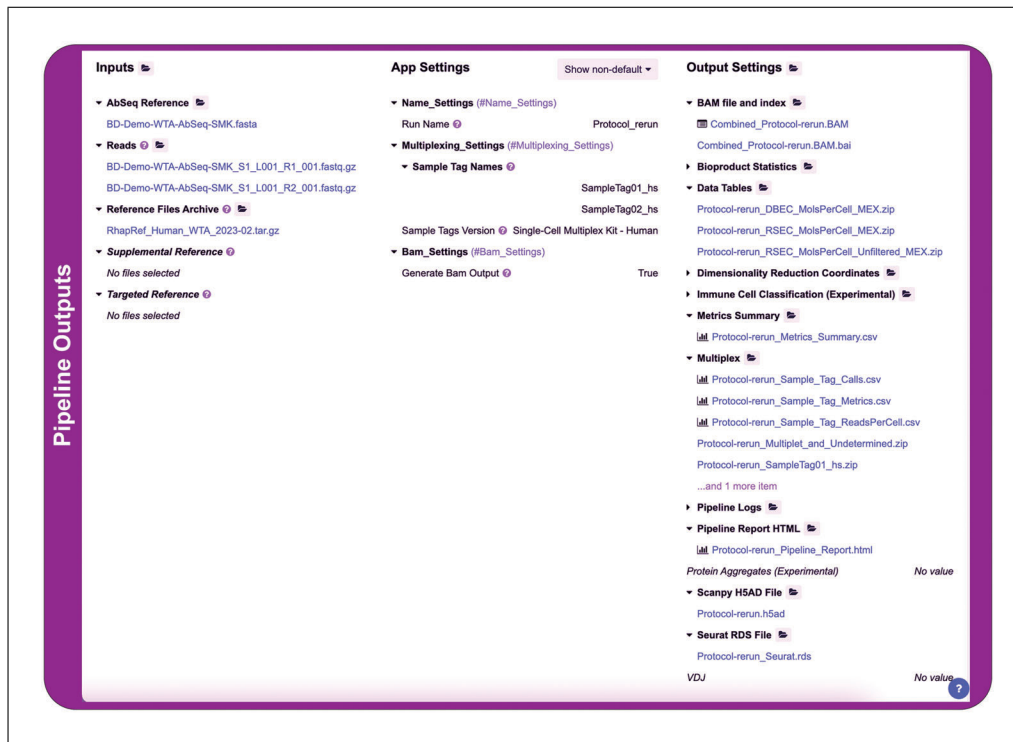 Pipeline Outputs
Inputs
AbSeq Reference
BD-Demo-WTA-AbSeq-SMK.fasta
Reads
BD-Demo-WTA-AbSeq-SMK_S1_L001_R1_001.fastq.gz
BD-Demo-WTA-AbSeq-SMK_S1_L001_R2_001.fastq.gz
Reference Files Archive
RhapRef_Human_WTA_2023-02.tar.gz
Supplemental Reference
No files selected
Targeted Reference
No files selected
App Settings
Show non-default
Name_Settings (#Name_Settings)
Run Name Protocol_rerun
Multiplexing_Settings (#Multiplexing_Settings)
Sample Tag Names
SampleTag01_hs
SampleTag02_hs
Sample Tags Version Single-Cell Multiplex Kit - Human
Bam_Settings (#Bam_Settings)
Generate Bam Output True
Output Settings
BAM file and index
Combined_Protocol-rerun.BAM
Combined_Protocol-rerun.BAM.bai
Bioproduct Statistics
Data Tables
Protocol-rerun_DBEC_MolsPerCell_MEX.zip
Protocol-rerun_RSEC_MolsPerCell_MEX.zip
Protocol-rerun_RSEC_MolsPerCell_Unfiltered_MEX.zip
Dimensionality Reduction Coordinates
Immune Cell Classification (Experimental)
Metrics Summary
Protocol-rerun_Metrics_Summary.csv
Multiplex
Protocol-rerun_Sample_Tag_Calls.csv
Protocol-rerun_Sample_Tag_Metrics.csv
Protocol-rerun_Sample_Tag_ReadsPerCell.csv
Protocol-rerun_Multiplet_and_Undetermined.zip
Protocol-rerun_SampleTag01_hs.zip
...and 1 more item
Pipeline Logs
Pipeline Report HTML
Protocol-rerun_Pipeline_Report.html
Protein Aggregates (Experimental) No value
Scanpy H5AD File
Protocol-rerun.h5ad
Seurat RDS File
Protocol-rerun_Seurat.rds
VDJ No value
?